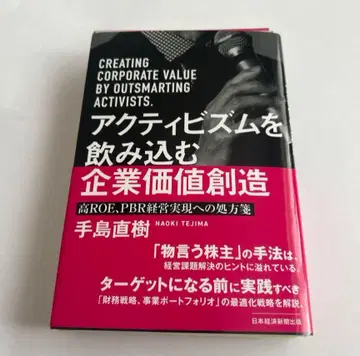 CREATING
CORPORATE VALUE
BY OUTSMARTING
ACTIVISTS.
アクティビズムを
飲み込む
企業価値創造
高ROE、PBR経営実現への処方箋
手島直樹 NAOKI TEJIMA
「物言う株主」の手法は、
経営課題解決のヒントに溢れている。
ターゲットになる前に実践すべき
「財務戦略、事業ポートフォリオ」の最適化戦略を解説。
日本経済新聞出版